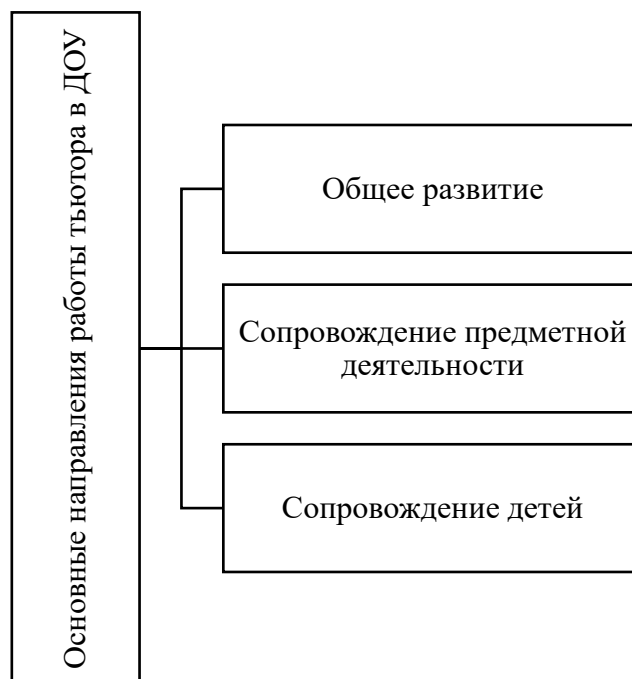 Основные направления работы тьютора в ДОУ
Общее развитие
Сопровождение предметной
деятельности
Сопровождение детей